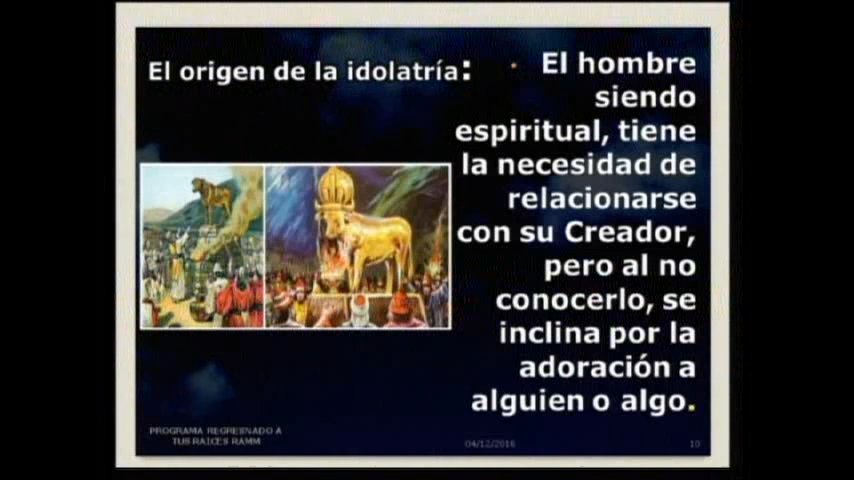 El origen de la idolatría:
· El hombre
siendo
espiritual, tiene
la necesidad de
relacionarse
con su Creador,
pero al no
conocerlo, se
inclina por la
adoración a
alguien o algo.
PROGRAMA REGRESNADO A
TUS RAICES RAMM
04/12/2016
10